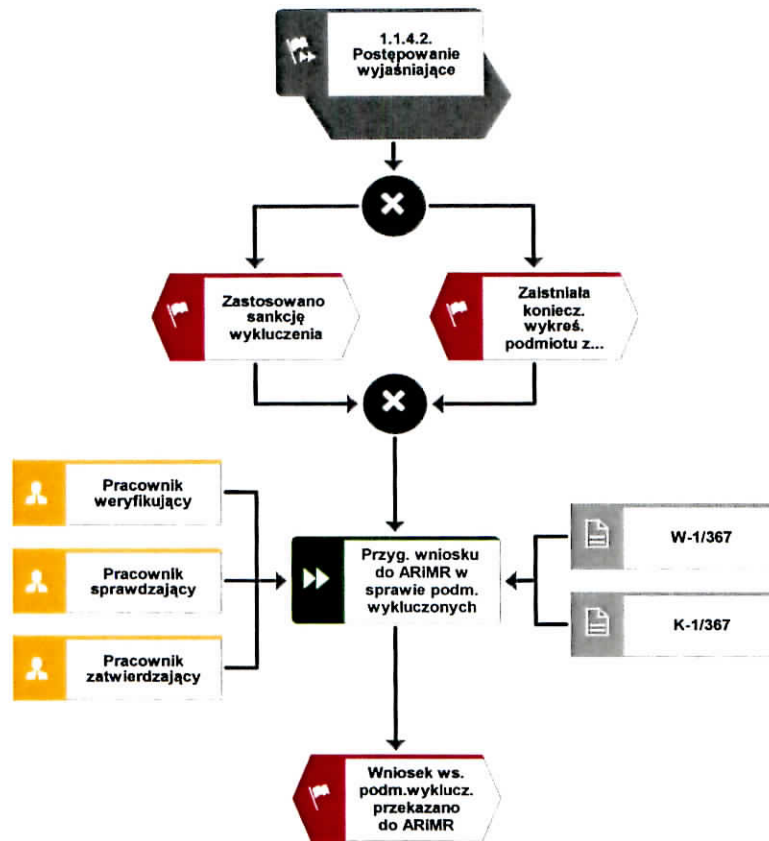 1.1.4.2.
Postępowanie
wyjaśniające
Zastosowano
sankcję
wykluczenia
Zaistniała
koniecz.
wykreś.
podmiotu z...
Pracownik
weryfikujący
Pracownik
sprawdzający
Pracownik
zatwierdzający
Przyg. wniosku
do ARiMR w
sprawie podm.
wykluczonych
W-1/367
K-1/367
Wniosek ws.
podm.wyklucz.
przekazano
do ARiMR